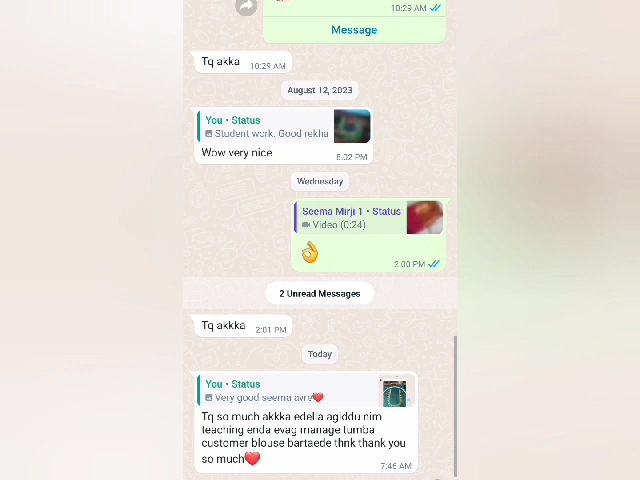 10:29 AM
Message
Tq akka
10:29 AM
August 12, 2023
You • Status
Student work. Good rekha
Wow very nice
6:02 PM
Wednesday
Seema Mirji 1 • Status
Video (0:24)
👌
2:00 PM
2 Unread Messages
Tq akkka
2:01 PM
Today
You • Status
Very good seema avre❤️
Tq so much akkka edella agiddu nim
teaching enda evag manage tumba
customer blouse bartaede thnk thank you
so much❤️
7:46 AM